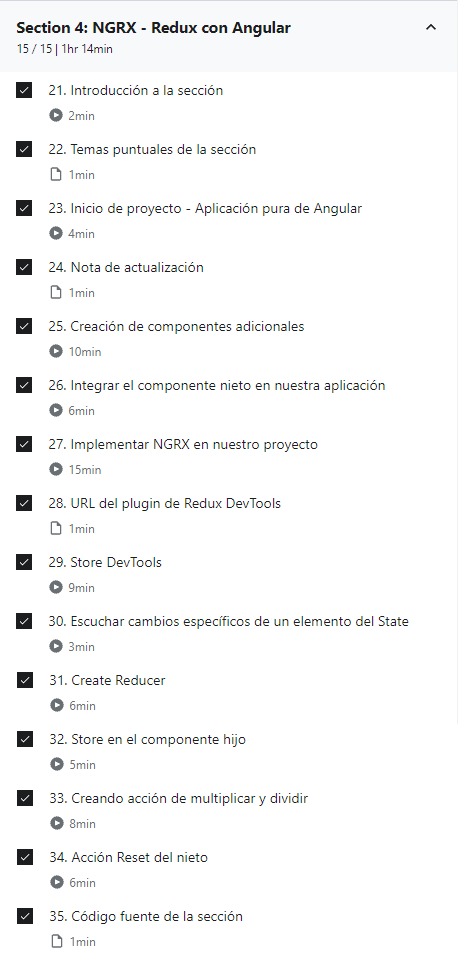 Section 4: NGRX - Redux con Angular
15 / 15 | 1hr 14min
21. Introducción a la sección
2min
22. Temas puntuales de la sección
1min
23. Inicio de proyecto - Aplicación pura de Angular
4min
24. Nota de actualización
1min
25. Creación de componentes adicionales
10min
26. Integrar el componente nieto en nuestra aplicación
6min
27. Implementar NGRX en nuestro proyecto
15min
28. URL del plugin de Redux DevTools
1min
29. Store DevTools
9min
30. Escuchar cambios específicos de un elemento del State
3min
31. Create Reducer
6min
32. Store en el componente hijo
5min
33. Creando acción de multiplicar y dividir
8min
34. Acción Reset del nieto
6min
35. Código fuente de la sección
1min